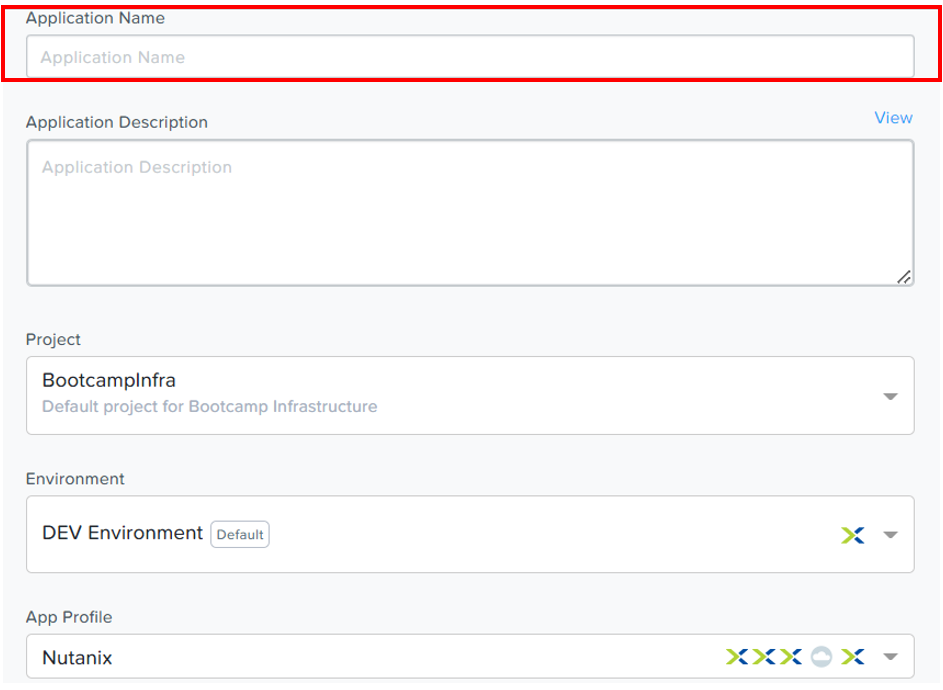 Application Name
Application Name
Application Description View
Application Description
Project
BootcampInfra
Default project for Bootcamp Infrastructure
Environment
DEV Environment Default
App Profile
Nutanix